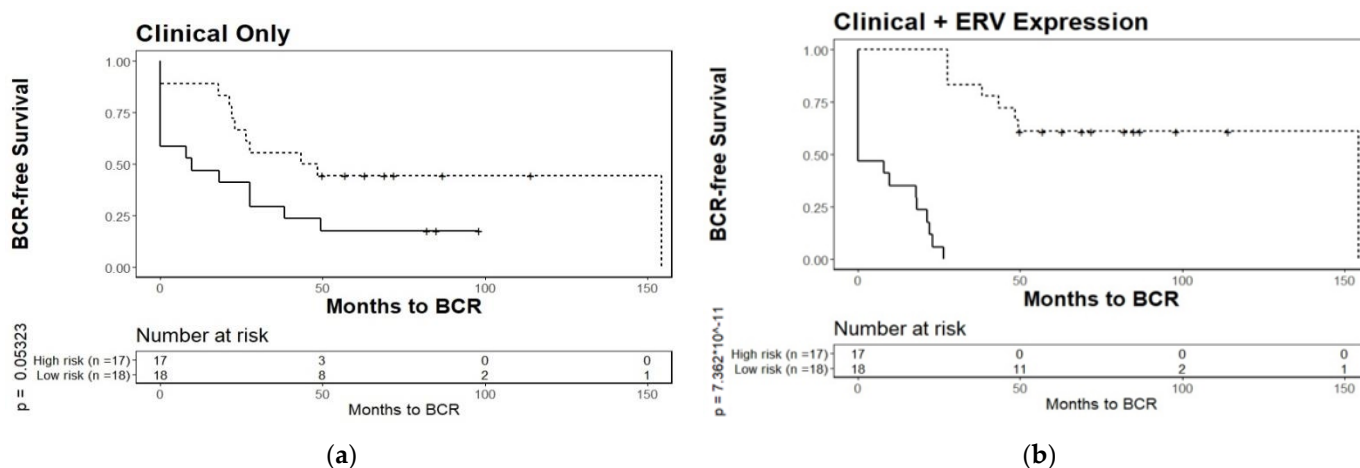 Clinical Only
BCR-free Survival
1.00
0.75
0.50
0.25
0.00
0 50 100 150
Months to BCR
p = 0.05323
Number at risk
High risk (n =17) 17 3 0 0
Low risk (n =18) 18 8 2 1
0 50 100 150
Months to BCR
(a)
Clinical + ERV Expression
BCR-free Survival
1.00
0.75
0.50
0.25
0.00
0 50 100 150
Months to BCR
p = 7.362*10^-11
Number at risk
High risk (n =17) 17 0 0 0
Low risk (n =18) 18 11 2 1
0 50 100 150
Months to BCR
(b)